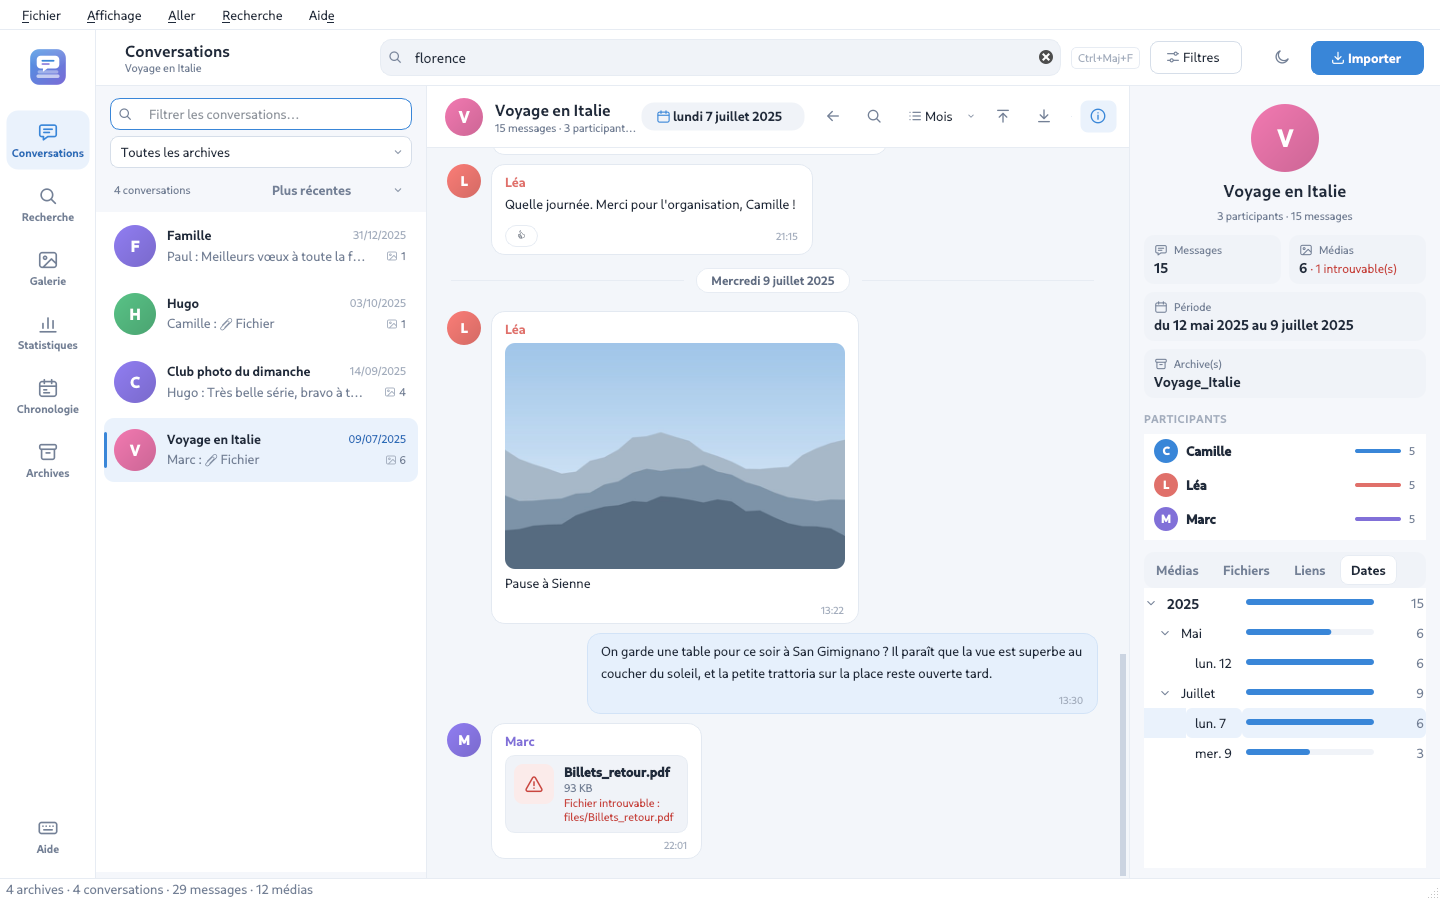 Fichier Affichage Aller Recherche Aide
Conversations
Voyage en Italie
florence
Ctrl+Maj+F
Filtres
Importer
Conversations
Recherche
Galerie
Statistiques
Chronologie
Archives
Aide
Filtrer les conversations...
Toutes les archives
4 conversations
Plus récentes
F
Famille
31/12/2025
Paul : Meilleurs vœux à toute la f...
1
H
Hugo
03/10/2025
Camille : Fichier
1
C
Club photo du dimanche
14/09/2025
Hugo : Très belle série, bravo à t...
4
V
Voyage en Italie
09/07/2025
Marc : Fichier
6
V
Voyage en Italie
15 messages · 3 participant...
lundi 7 juillet 2025
Mois
L
Léa
Quelle journée. Merci pour l'organisation, Camille !
21:15
Mercredi 9 juillet 2025
L
Léa
Pause à Sienne
13:22
On garde une table pour ce soir à San Gimignano ? Il paraît que la vue est superbe au
coucher du soleil, et la petite trattoria sur la place reste ouverte tard.
13:30
M
Marc
Billets_retour.pdf
93 KB
Fichier introuvable :
files/Billets_retour.pdf
22:01
V
Voyage en Italie
3 participants · 15 messages
Messages
15
Médias
6 · 1 introuvable(s)
Période
du 12 mai 2025 au 9 juillet 2025
Archive(s)
Voyage_Italie
PARTICIPANTS
C Camille 5
L Léa 5
M Marc 5
Médias Fichiers Liens Dates
2025 15
Mai 6
lun. 12 6
Juillet 9
lun. 7 6
mer. 9 3
4 archives · 4 conversations · 29 messages · 12 médias